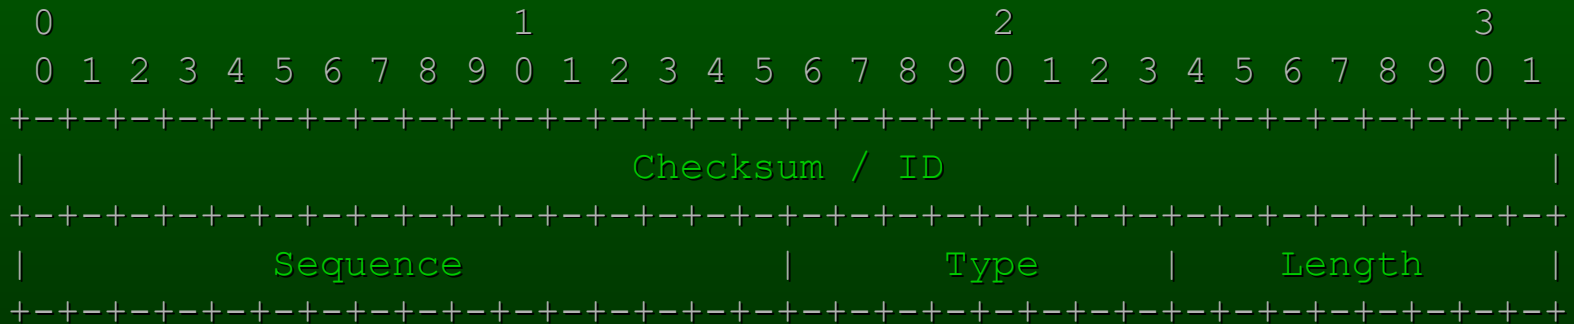 0                   1                   2                   3
 0 1 2 3 4 5 6 7 8 9 0 1 2 3 4 5 6 7 8 9 0 1 2 3 4 5 6 7 8 9 0 1
+-+-+-+-+-+-+-+-+-+-+-+-+-+-+-+-+-+-+-+-+-+-+-+-+-+-+-+-+-+-+-+-+
|                         Checksum / ID                         |
+-+-+-+-+-+-+-+-+-+-+-+-+-+-+-+-+-+-+-+-+-+-+-+-+-+-+-+-+-+-+-+-+
|          Sequence             |      Type     |    Length     |
+-+-+-+-+-+-+-+-+-+-+-+-+-+-+-+-+-+-+-+-+-+-+-+-+-+-+-+-+-+-+-+-+